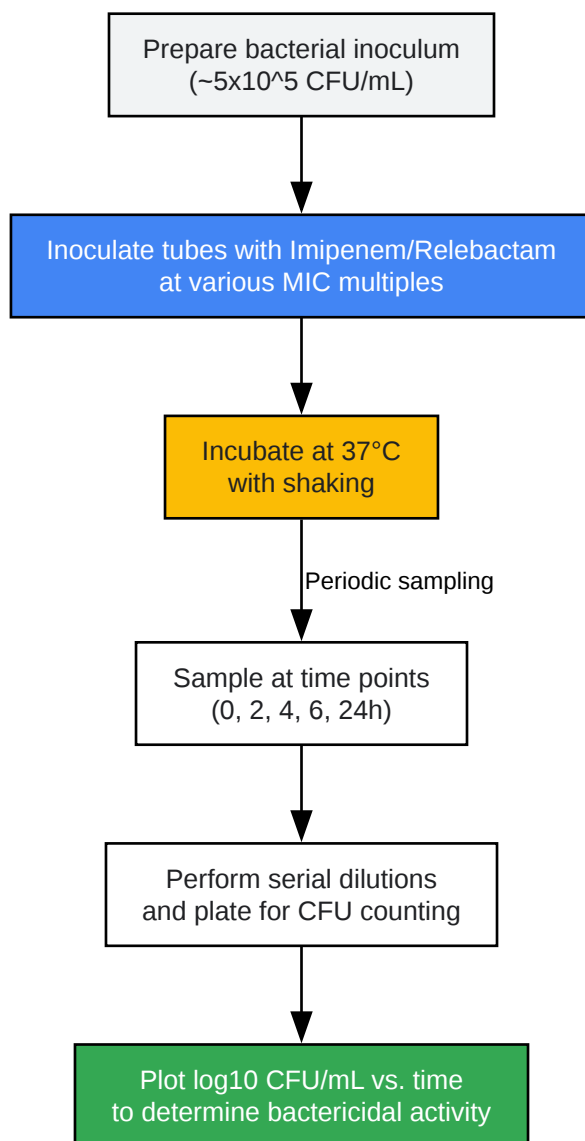 Prepare bacterial inoculum
(~5x10^5 CFU/mL)
Inoculate tubes with Imipenem/Relebactam
at various MIC multiples
Incubate at 37°C
with shaking
Periodic sampling
Sample at time points
(0, 2, 4, 6, 24h)
Perform serial dilutions
and plate for CFU counting
Plot log10 CFU/mL vs. time
to determine bactericidal activity